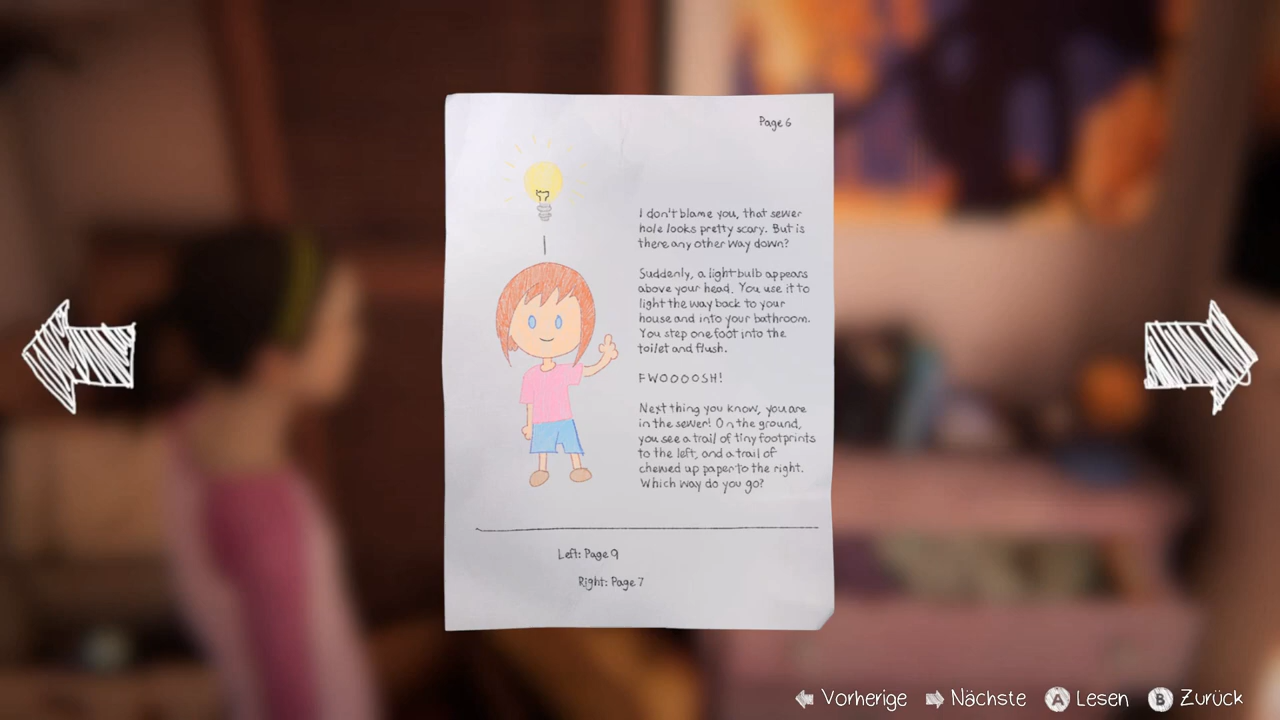 Page 6
I don't blame you, that sewer
hole looks pretty scary. But is
there any other way down?
Suddenly, a lightbulb appears
above your head. You use it to
light the way back to your
house and into your bathroom.
You step one foot into the
toilet and flush.
FWOOOOSH!
Next thing you know, you are
in the sewer! On the ground,
you see a trail of tiny footprints
to the left, and a trail of
chewed up paper to the right.
Which way do you go?
Left: Page 9
Right: Page 7
Vorherige Nächste A Lesen B Zurück